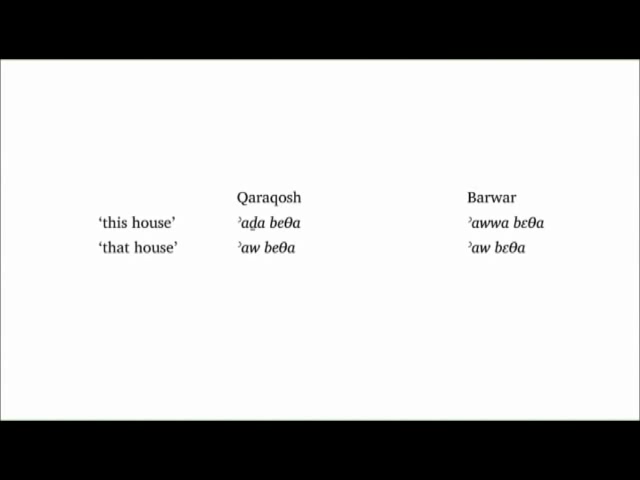 Qaraqosh Barwar
‘this house’ ʾaḏa beθa ʾawwa bɛθa
‘that house’ ʾaw beθa ʾaw bɛθa